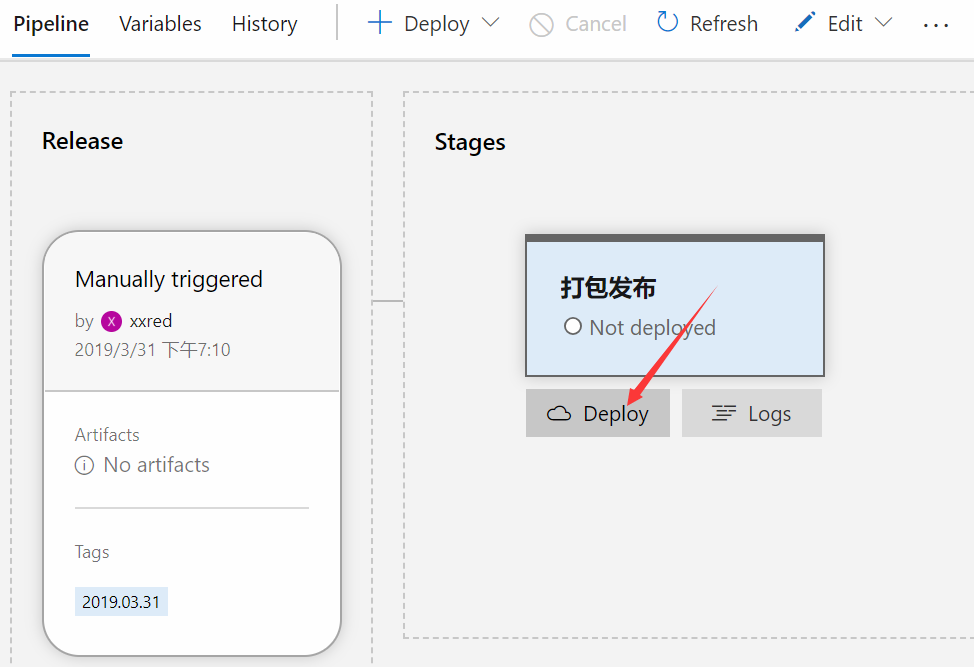 Pipeline Variables History Deploy Cancel Refresh Edit ...
Release
Manually triggered
by X xxred
2019/3/31 下午7:10
Artifacts
No artifacts
Tags
2019.03.31
Stages
打包发布
Not deployed
Deploy Logs